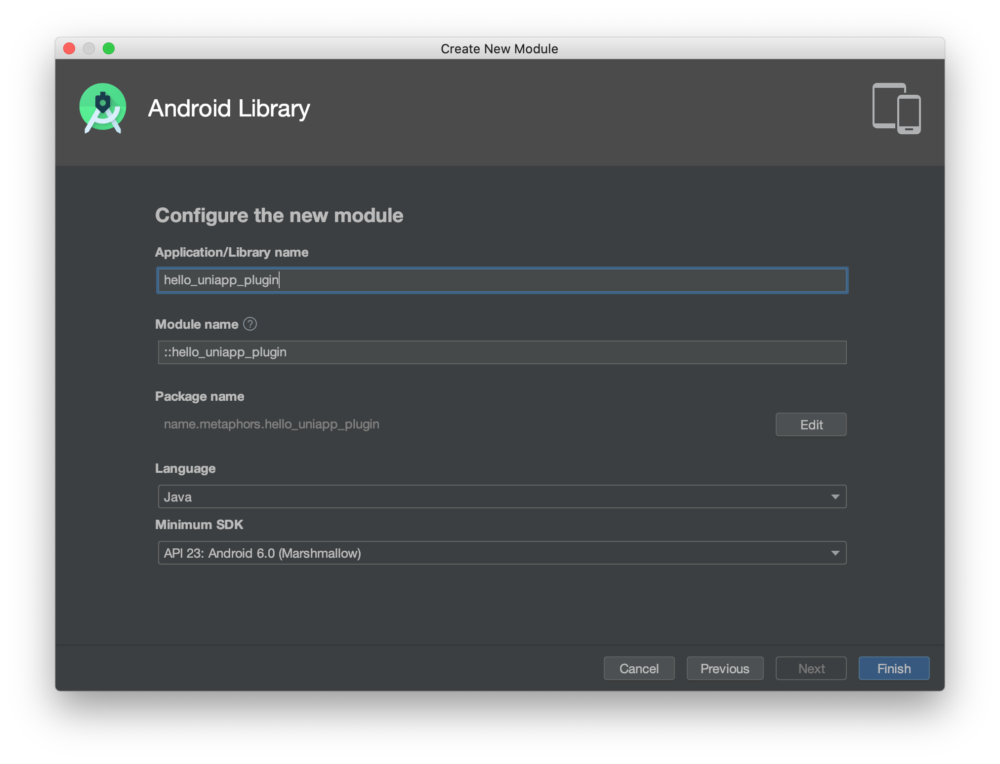 Create New Module
Android Library
Configure the new module
Application/Library name
hello_uniapp_plugin
Module name ?
::hello_uniapp_plugin
Package name
name.metaphors.hello_uniapp_plugin
Edit
Language
Java
Minimum SDK
API 23: Android 6.0 (Marshmallow)
Cancel Previous Next Finish